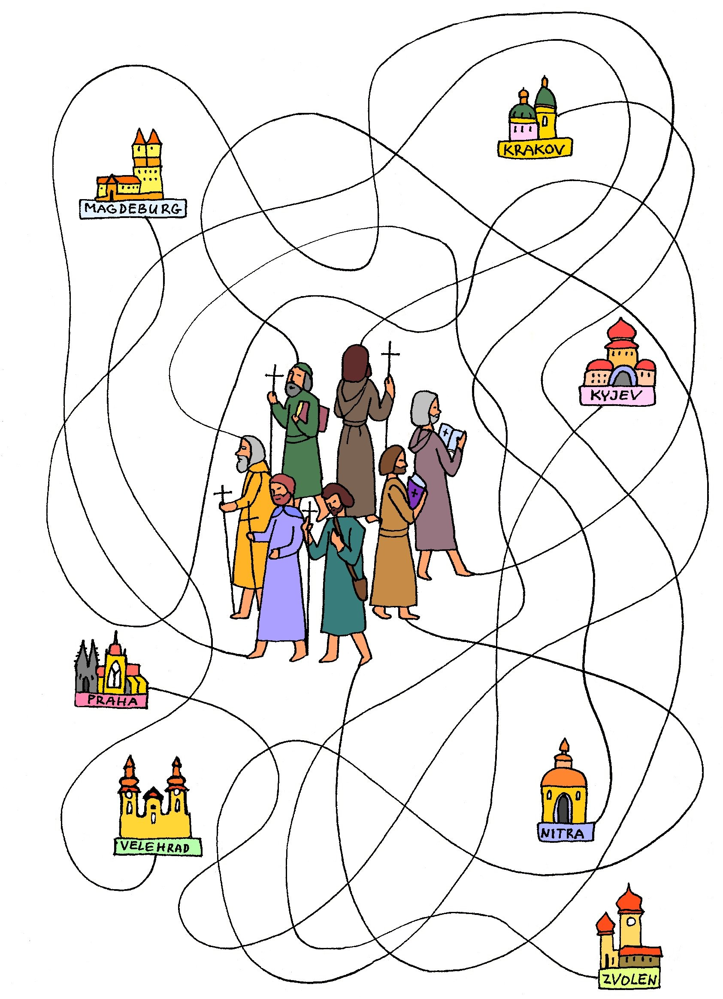 KRAKOV
MAGDEBURG
KYJEV
PRAHA
VELEHRAD
NITRA
ZVOLEN